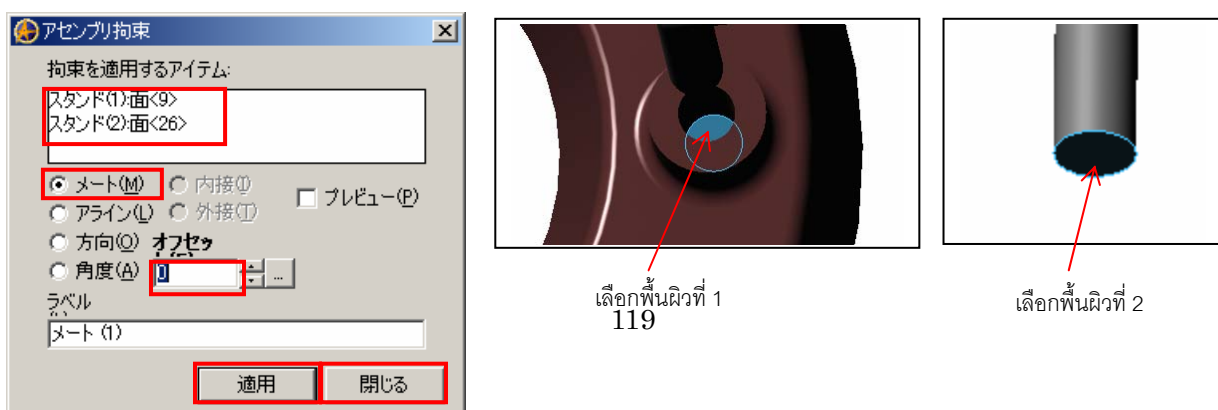 アセンブリ拘束
拘束を適用するアイテム:
スタンド(1):面<9>
スタンド(2):面<26>
メート(M) 内接(I)
プレビュー(P)
アライン(L) 外接(T)
方向(O) オフセッ
角度(A) 0 ...
ラベル
メート (1)
適用 閉じる
เลือกพื้นผิวที่ 1
119
เลือกพื้นผิวที่ 2